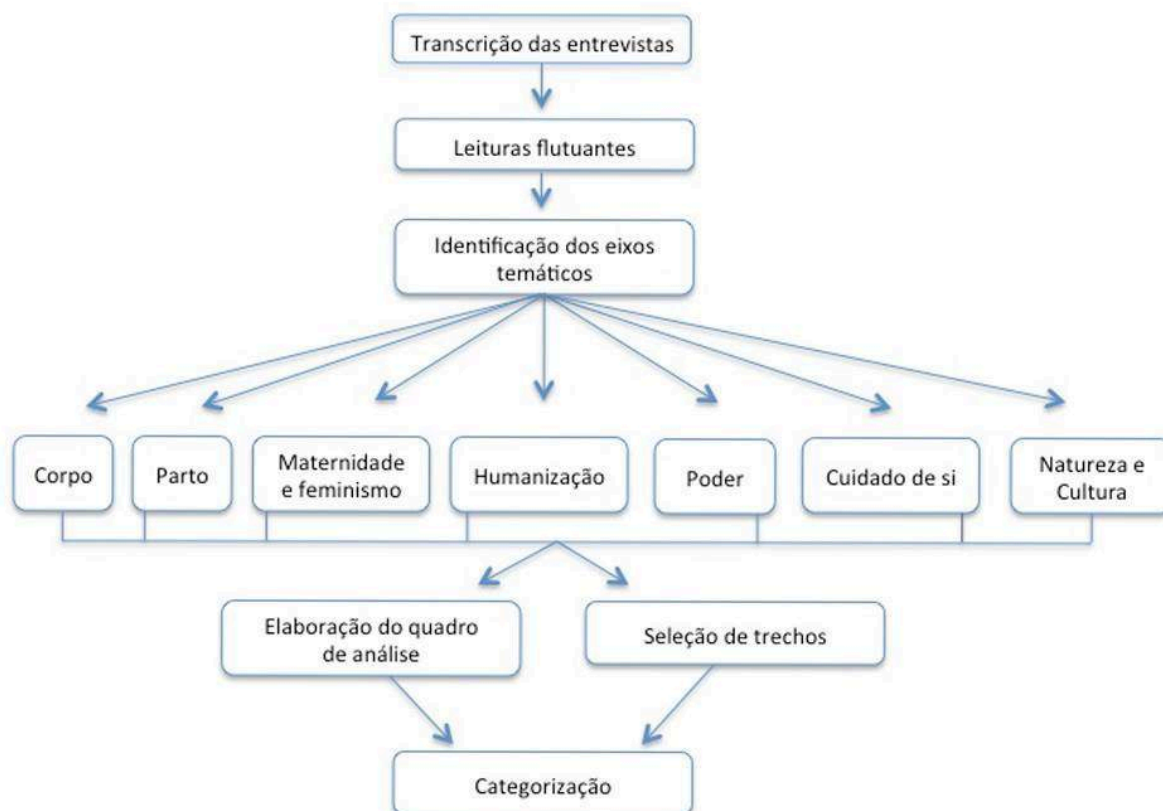 Transcrição das entrevistas
Leituras flutuantes
Identificação dos eixos
temáticos
Corpo
Parto
Maternidade
e feminismo
Humanização
Poder
Cuidado de si
Natureza e
Cultura
Elaboração do quadro
de análise
Seleção de trechos
Categorização